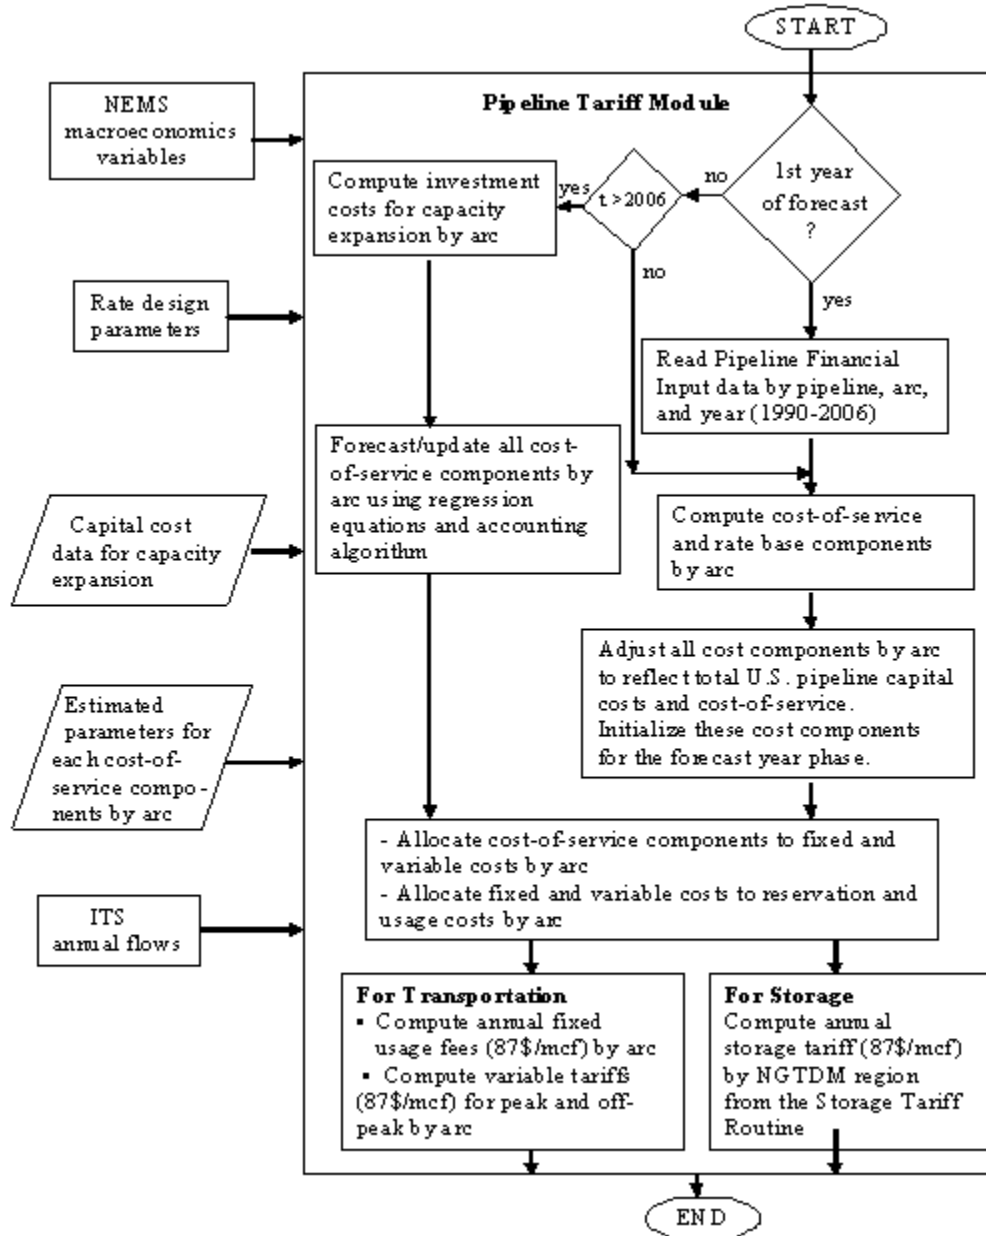 START
Pipeline Tariff Module
NEMS
macroeconomics
variables
1st year
of forecast
?
no
t >2006
yes
Compute investment
costs for capacity
expansion by arc
no
yes
Rate design
parameters
Read Pipeline Financial
Input data by pipeline, arc,
and year (1990-2006)
Forecast/update all cost-
of-service components by
arc using regression
equations and accounting
algorithm
Capital cost
data for capacity
expansion
Compute cost-of-service
and rate base components
by arc
Adjust all cost components by arc
to reflect total U.S. pipeline capital
costs and cost-of-service.
Initialize these cost components
for the forecast year phase.
Estimated
parameters for
each cost-of-
service compo-
nents by arc
- Allocate cost-of-service components to fixed and
variable costs by arc
- Allocate fixed and variable costs to reservation and
usage costs by arc
ITS
annual flows
For Transportation
▪ Compute annual fixed
usage fees (87$/mcf) by arc
▪ Compute variable tariffs
(87$/mcf) for peak and off-
peak by arc
For Storage
Compute annual
storage tariff (87$/mcf)
by NGTDM region
from the Storage Tariff
Routine
END